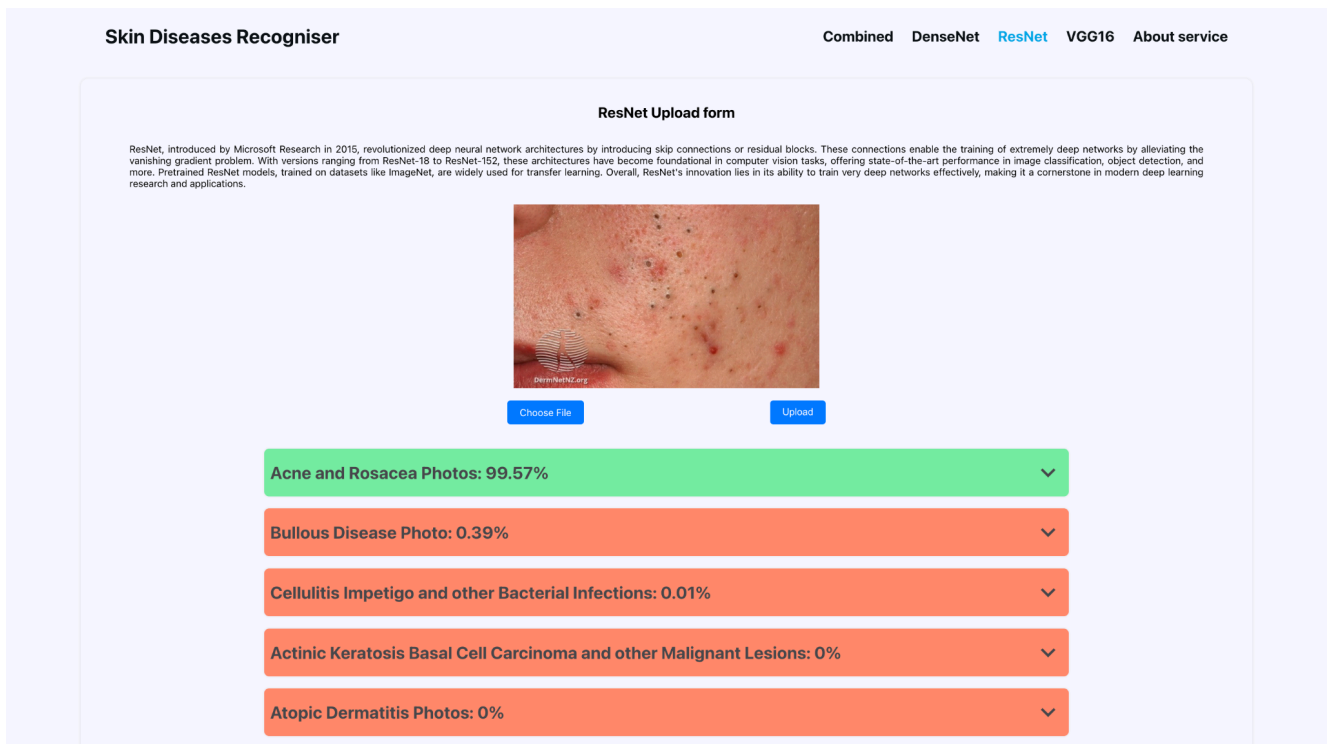 Skin Diseases Recogniser
Combined DenseNet ResNet VGG16 About service
ResNet Upload form
ResNet, introduced by Microsoft Research in 2015, revolutionized deep neural network architectures by introducing skip connections or residual blocks. These connections enable the training of extremely deep networks by alleviating the
vanishing gradient problem. With versions ranging from ResNet-18 to ResNet-152, these architectures have become foundational in computer vision tasks, offering state-of-the-art performance in image classification, object detection, and
more. Pretrained ResNet models, trained on datasets like ImageNet, are widely used for transfer learning. Overall, ResNet's innovation lies in its ability to train very deep networks effectively, making it a cornerstone in modern deep learning
research and applications.
DermNetNZ.org
Choose File Upload
Acne and Rosacea Photos: 99.57%
Bullous Disease Photo: 0.39%
Cellulitis Impetigo and other Bacterial Infections: 0.01%
Actinic Keratosis Basal Cell Carcinoma and other Malignant Lesions: 0%
Atopic Dermatitis Photos: 0%